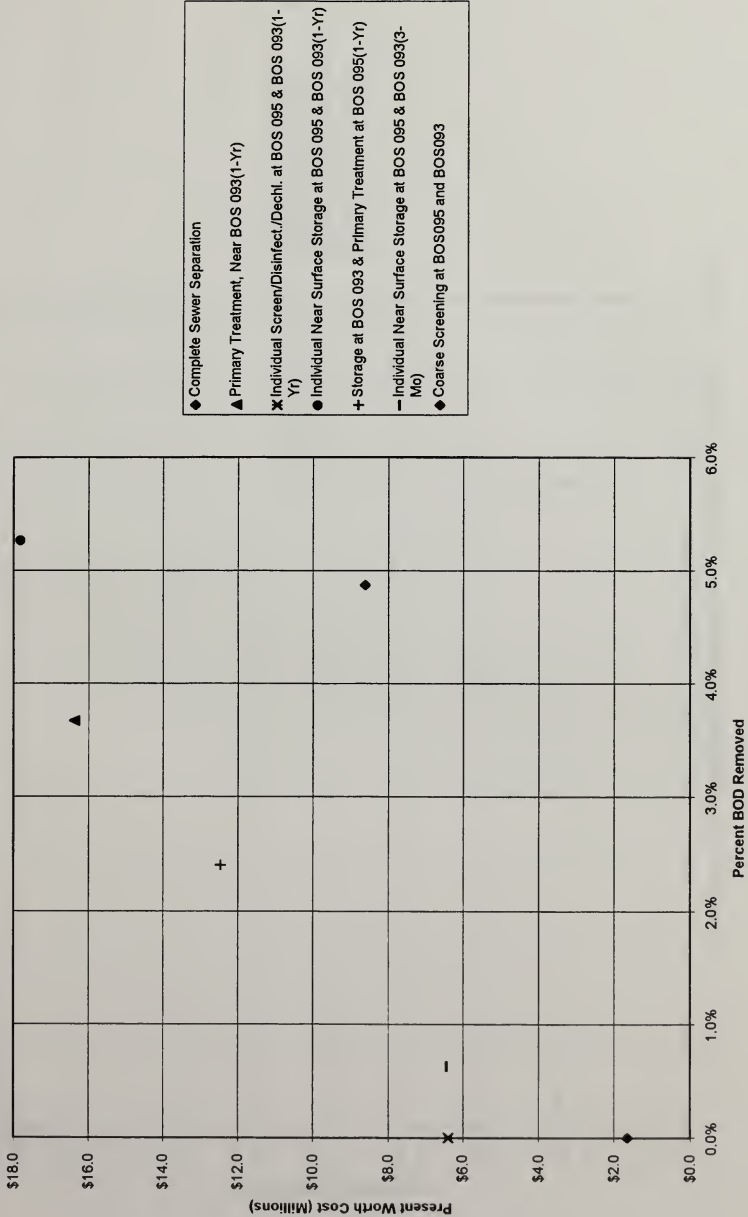 Present Worth Cost (Millions)
$18.0
$16.0
$14.0
$12.0
$10.0
$8.0
$6.0
$4.0
$2.0
$0.0
0.0%
1.0%
2.0%
3.0%
4.0%
5.0%
6.0%
Percent BOD Removed
Complete Sewer Separation
Primary Treatment, Near BOS 093(1-Yr)
Individual Screen/Disinfect./Dechl. at BOS 095 & BOS 093(1-
Yr)
Individual Near Surface Storage at BOS 095 & BOS 093(1-Yr)
Storage at BOS 093 & Primary Treatment at BOS 095(1-Yr)
Individual Near Surface Storage at BOS 095 & BOS 093(3-
Mo)
Coarse Screening at BOS095 and BOS093